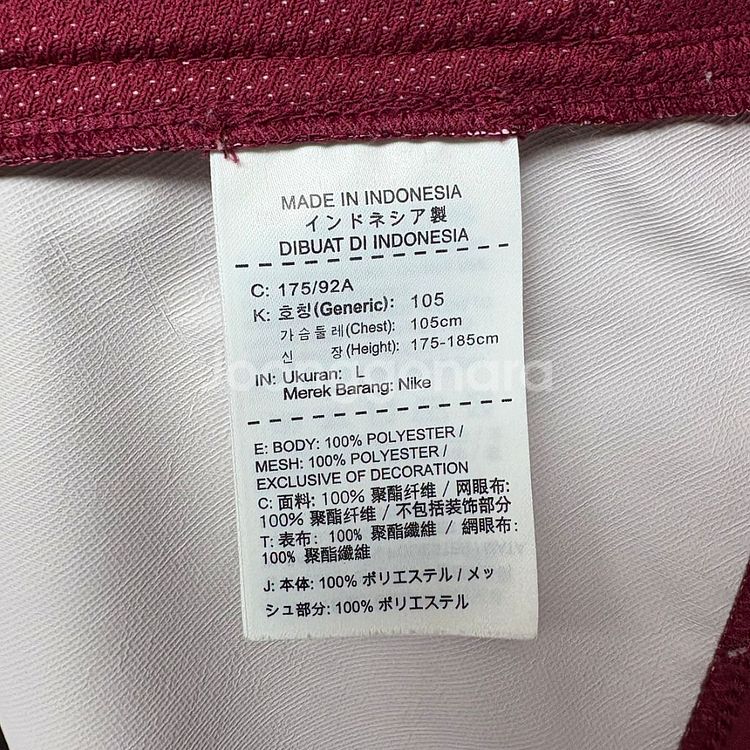 MADE IN INDONESIA
インドネシア製
DIBUAT DI INDONESIA
C: 175/92A
K: 호칭(Generic): 105
가슴둘레(Chest): 105cm
신 장(Height): 175-185cm
IN: Ukuran: L
Merek Barang: Nike
E: BODY: 100% POLYESTER /
MESH: 100% POLYESTER /
EXCLUSIVE OF DECORATION
C: 面料: 100% 聚酯纤维 / 网眼布:
100% 聚酯纤维 / 不包括装饰部分
T: 表布: 100% 聚酯纖維 / 網眼布:
100% 聚酯纖維
J: 本体: 100% ポリエステル / メッ
シュ部分: 100% ポリエステル